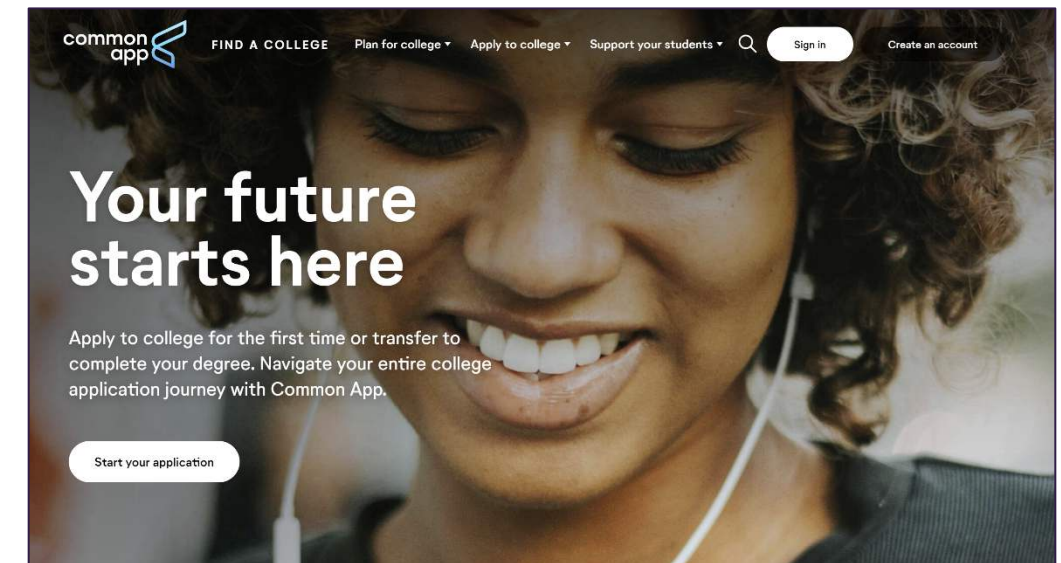 common
app
FIND A COLLEGE
Plan for college
Apply to college
Support your students
Sign in
Create an account
Your future
starts here
Apply to college for the first time or transfer to
complete your degree. Navigate your entire college
application journey with Common App.
Start your application